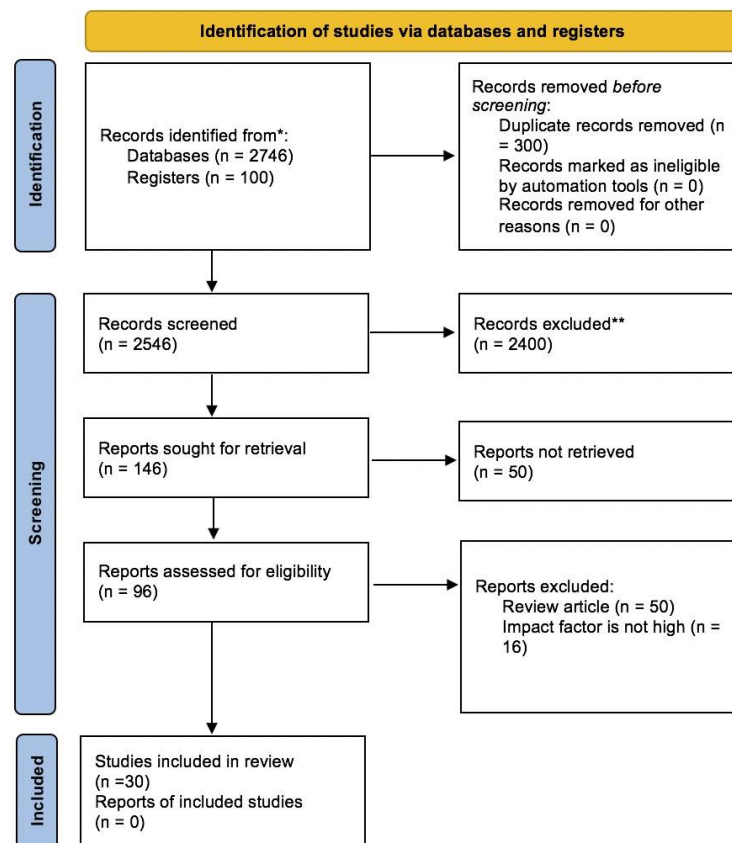 Identification of studies via databases and registers
Identification
Records identified from*:
Databases (n = 2746)
Registers (n = 100)
Records removed before
screening:
Duplicate records removed (n
= 300)
Records marked as ineligible
by automation tools (n = 0)
Records removed for other
reasons (n = 0)
Screening
Records screened
(n = 2546)
Records excluded**
(n = 2400)
Reports sought for retrieval
(n = 146)
Reports not retrieved
(n = 50)
Reports assessed for eligibility
(n = 96)
Reports excluded:
Review article (n = 50)
Impact factor is not high (n =
16)
Included
Studies included in review
(n =30)
Reports of included studies
(n = 0)